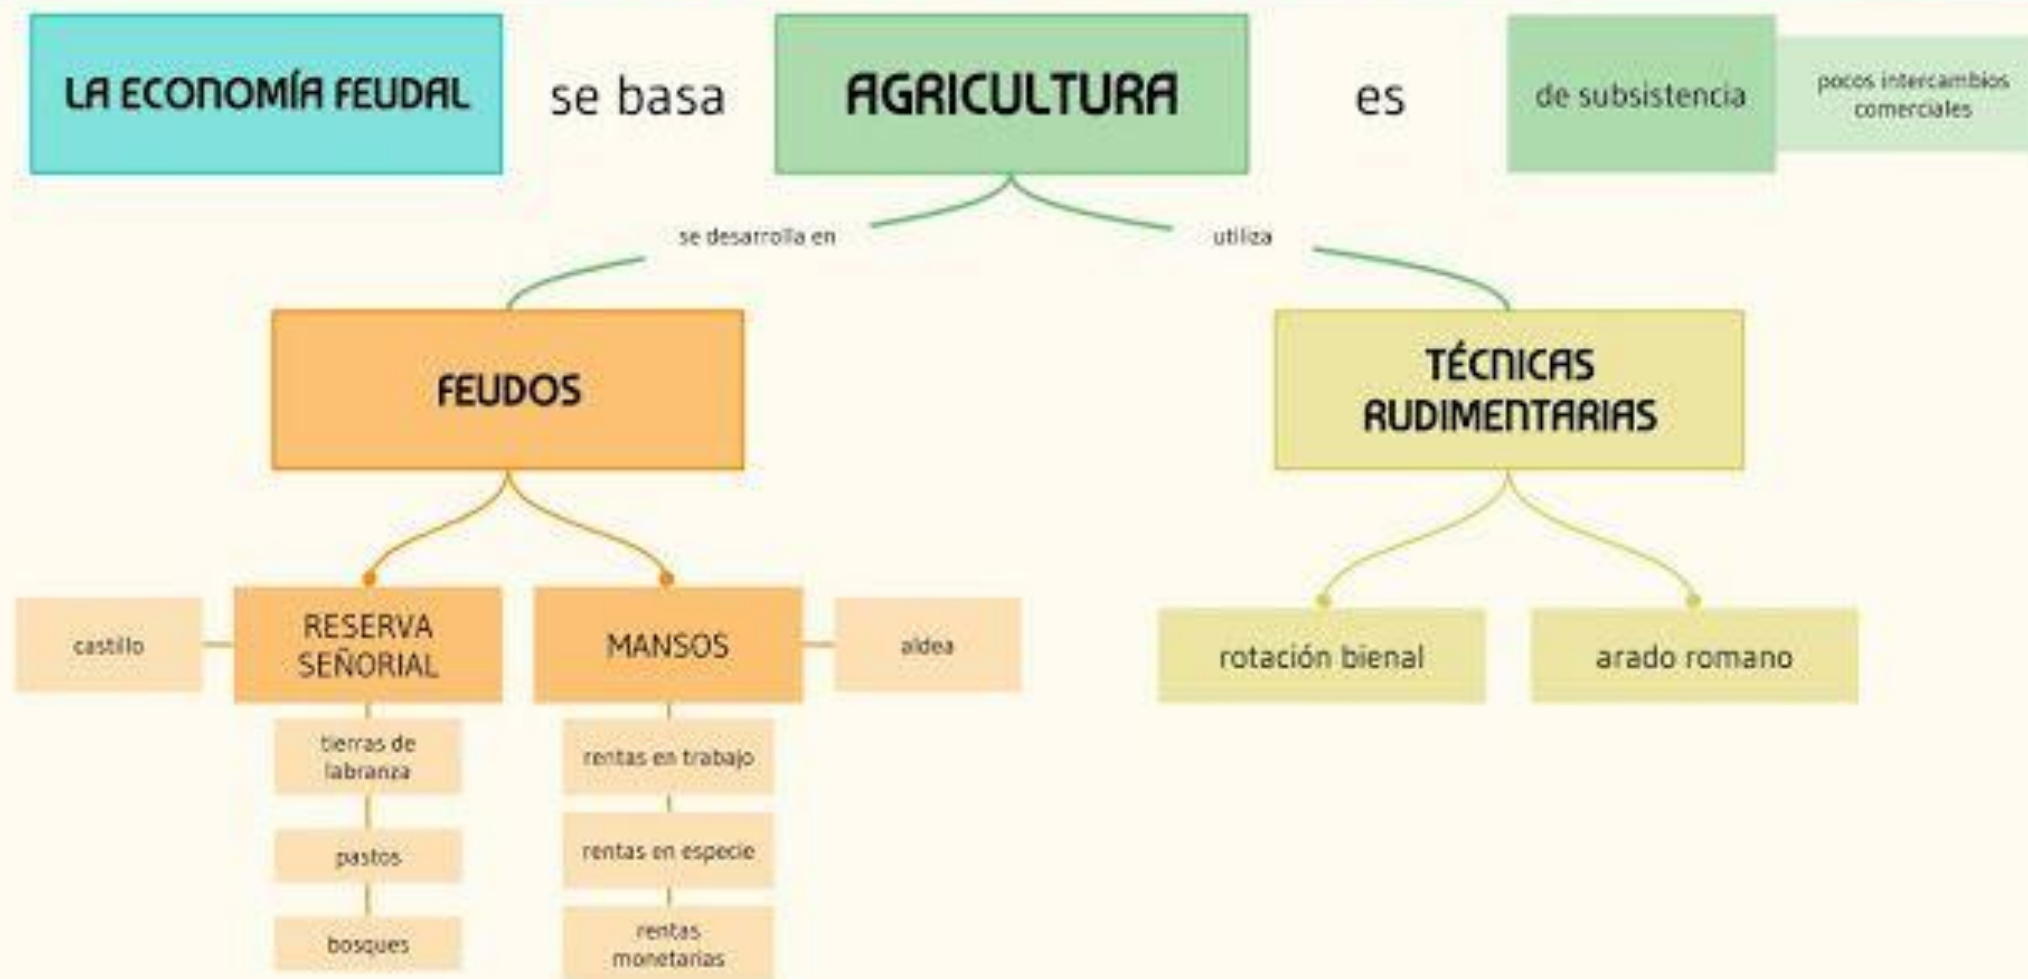 LA ECONOMÍA FEUDAL
se basa
AGRICULTURA
es
de subsistencia
pocos intercambios
comerciales
se desarrolla en
utiliza
FEUDOS
TÉCNICAS
RUDIMENTARIAS
castillo
RESERVA
SEÑORIAL
MANSOS
aldea
rotación bienal
arado romano
tierras de
labranza
pastos
bosques
rentas en trabajo
rentas en especie
rentas
monetarias